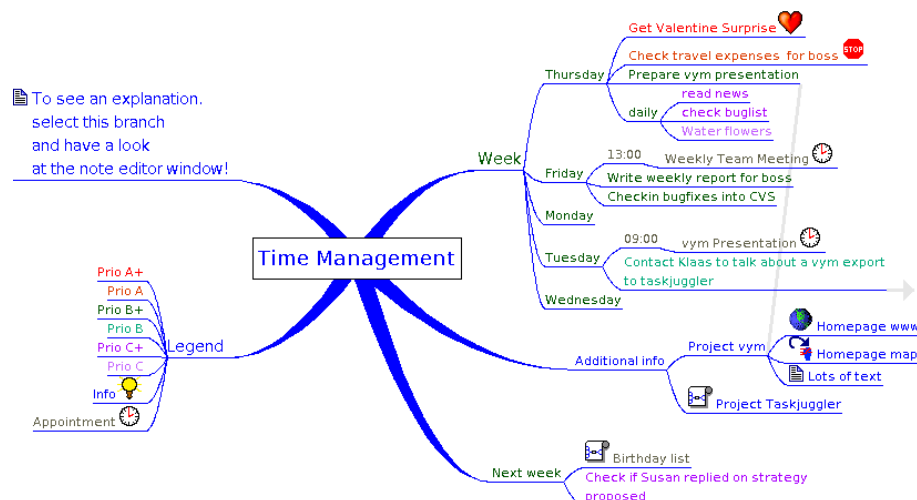 To see an explanation.
select this branch
and have a look
at the note editor window!
Time Management
Week
Thursday
Get Valentine Surprise
Check travel expenses for boss
STOP
Prepare vym presentation
daily
read news
check buglist
Water flowers
Friday
13:00
Weekly Team Meeting
Write weekly report for boss
Checkin bugfixes into CVS
Monday
Tuesday
09:00
vym Presentation
Contact Klaas to talk about a vym export
to taskjuggler
Wednesday
Legend
Prio A+
Prio A
Prio B+
Prio B
Prio C+
Prio C
Info
Appointment
Additional info
Project vym
Homepage www
Homepage map
Lots of text
Project Taskjuggler
Next week
Birthday list
Check if Susan replied on strategy
proposed